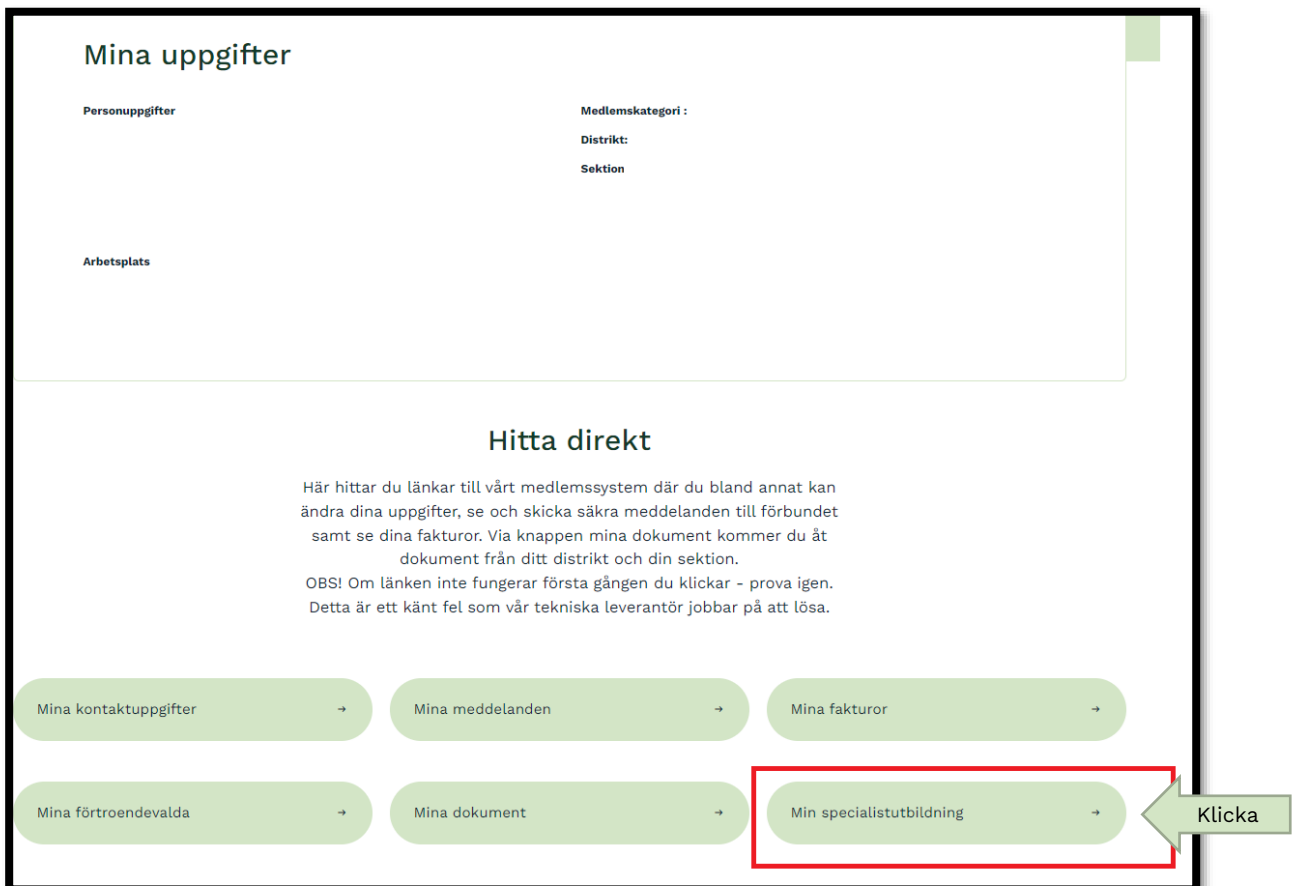 Mina uppgifter
Personuppgifter
Medlemskategori :
Distrikt:
Sektion
Arbetsplats
Hitta direkt
Här hittar du länkar till vårt medlemssystem där du bland annat kan
ändra dina uppgifter, se och skicka säkra meddelanden till förbundet
samt se dina fakturor. Via knappen mina dokument kommer du åt
dokument från ditt distrikt och din sektion.
OBS! Om länken inte fungerar första gången du klickar - prova igen.
Detta är ett känt fel som vår tekniska leverantör jobbar på att lösa.
Mina kontaktuppgifter →
Mina meddelanden →
Mina fakturor →
Mina förtroendevalda →
Mina dokument →
Min specialistutbildning →
Klicka